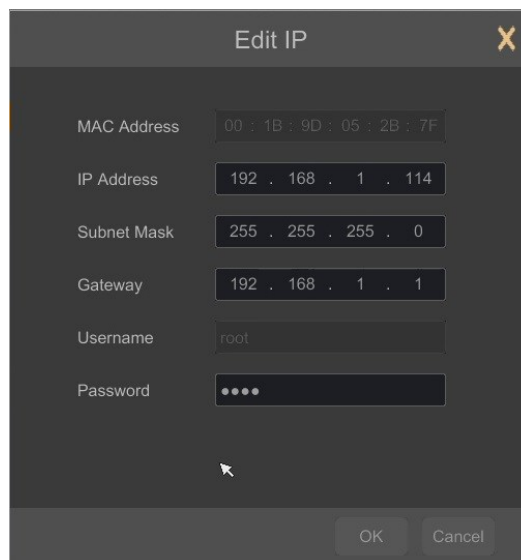 Edit IP
X
MAC Address 00 : 1B : 9D : 05 : 2B : 7F
IP Address 192 . 168 . 1 . 114
Subnet Mask 255 . 255 . 255 . 0
Gateway 192 . 168 . 1 . 1
Username root
Password ●●●●
OK Cancel